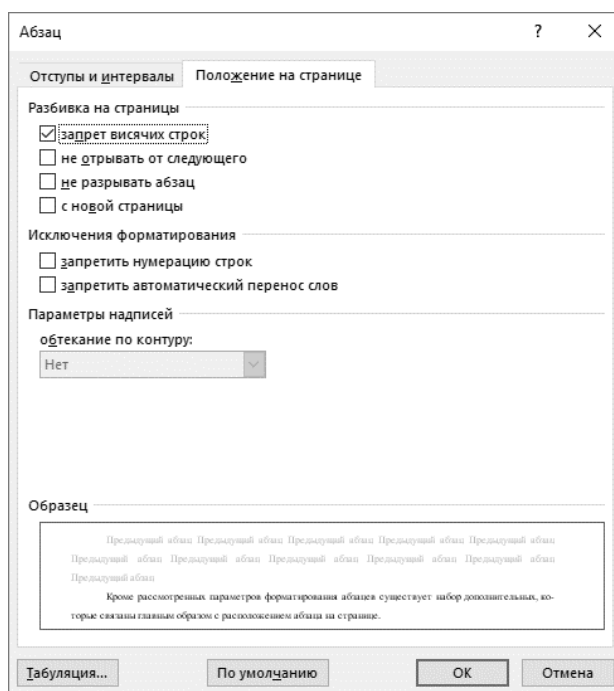 Абзац ?
Отступы и интервалы Положение на странице
Разбивка на страницы
запрет висячих строк
не отрывать от следующего
не разрывать абзац
с новой страницы
Исключения форматирования
запретить нумерацию строк
запретить автоматический перенос слов
Параметры надписей
обтекание по контуру:
Нет
Образец
Предыдущий абзац Предыдущий абзац Предыдущий абзац Предыдущий абзац Предыдущий абзац
Предыдущий абзац Предыдущий абзац Предыдущий абзац Предыдущий абзац Предыдущий абзац
Предыдущий абзац
Кроме рассмотренных параметров форматирования абзацев существует набор дополнительных, ко-
торые связаны главным образом с расположением абзаца на странице.
Табуляция... По умолчанию ОК Отмена